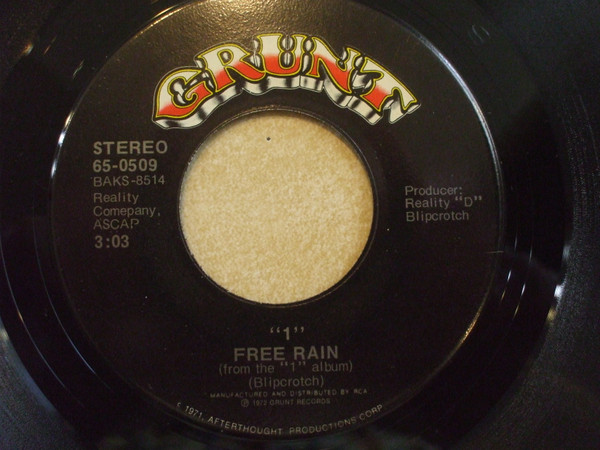 GRUNT
STEREO
65-0509
BAKS-8514
Reality
Comepany,
ASCAP
3:03
Producer:
Reality "D"
Blipcrotch
"1"
FREE RAIN
(from the "1" album)
(Blipcrotch)
MANUFACTURED AND DISTRIBUTED BY RCA
℗ 1972 GRUNT RECORDS
c 1971, AFTERTHOUGHT PRODUCTIONS CORP